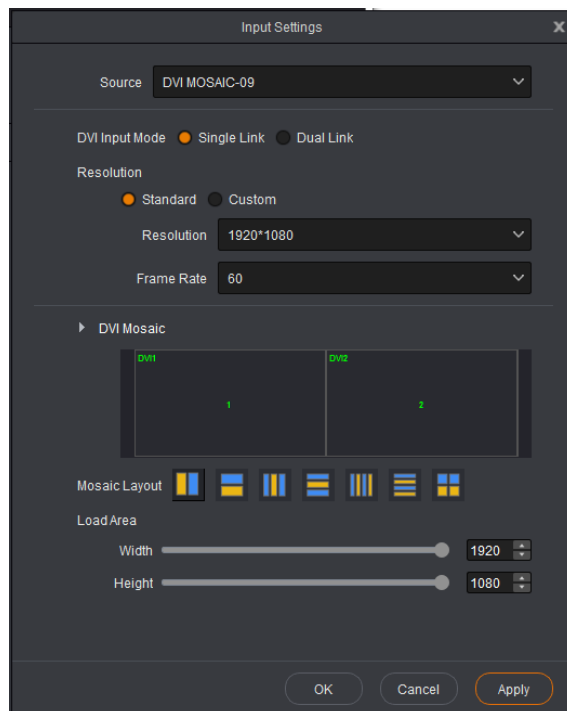 Input Settings
Source DVI MOSAIC-09
DVI Input Mode Single Link Dual Link
Resolution
Standard Custom
Resolution 1920*1080
Frame Rate 60
DVI Mosaic
DVI1 DVI2
1 2
Mosaic Layout
Load Area
Width 1920
Height 1080
OK Cancel Apply